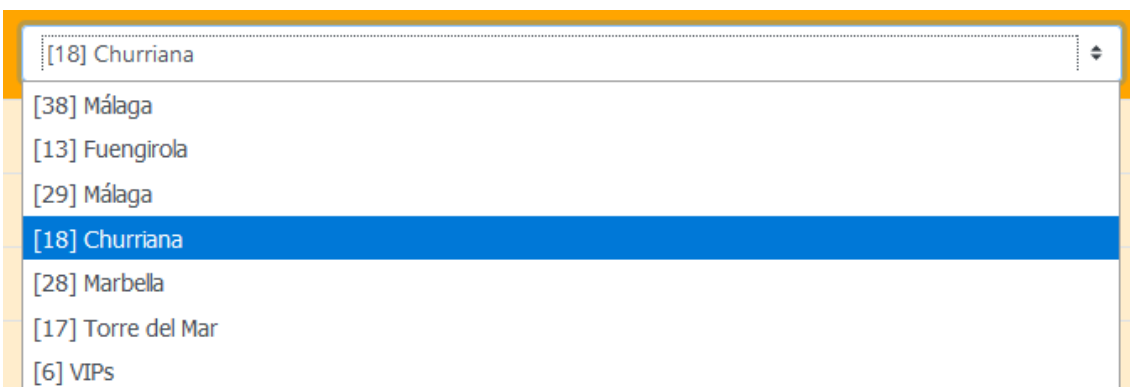 [18] Churriana
[38] Málaga
[13] Fuengirola
[29] Málaga
[18] Churriana
[28] Marbella
[17] Torre del Mar
[6] VIPs